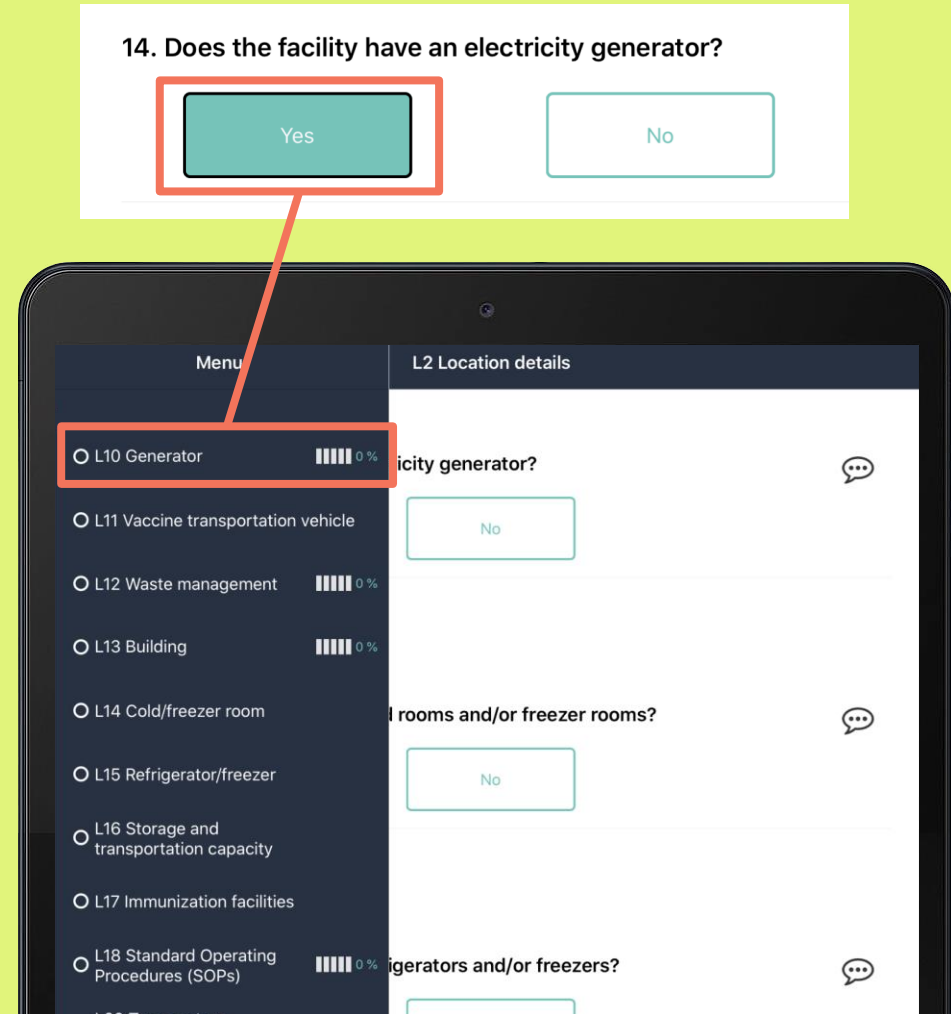 14. Does the facility have an electricity generator?
Yes
No
Menu
L2 Location details
L10 Generator
0 %
icity generator?
L11 Vaccine transportation vehicle
No
L12 Waste management
0 %
L13 Building
0 %
L14 Cold/freezer room
rooms and/or freezer rooms?
L15 Refrigerator/freezer
No
L16 Storage and
transportation capacity
L17 Immunization facilities
L18 Standard Operating
Procedures (SOPs)
0 %
igerators and/or freezers?